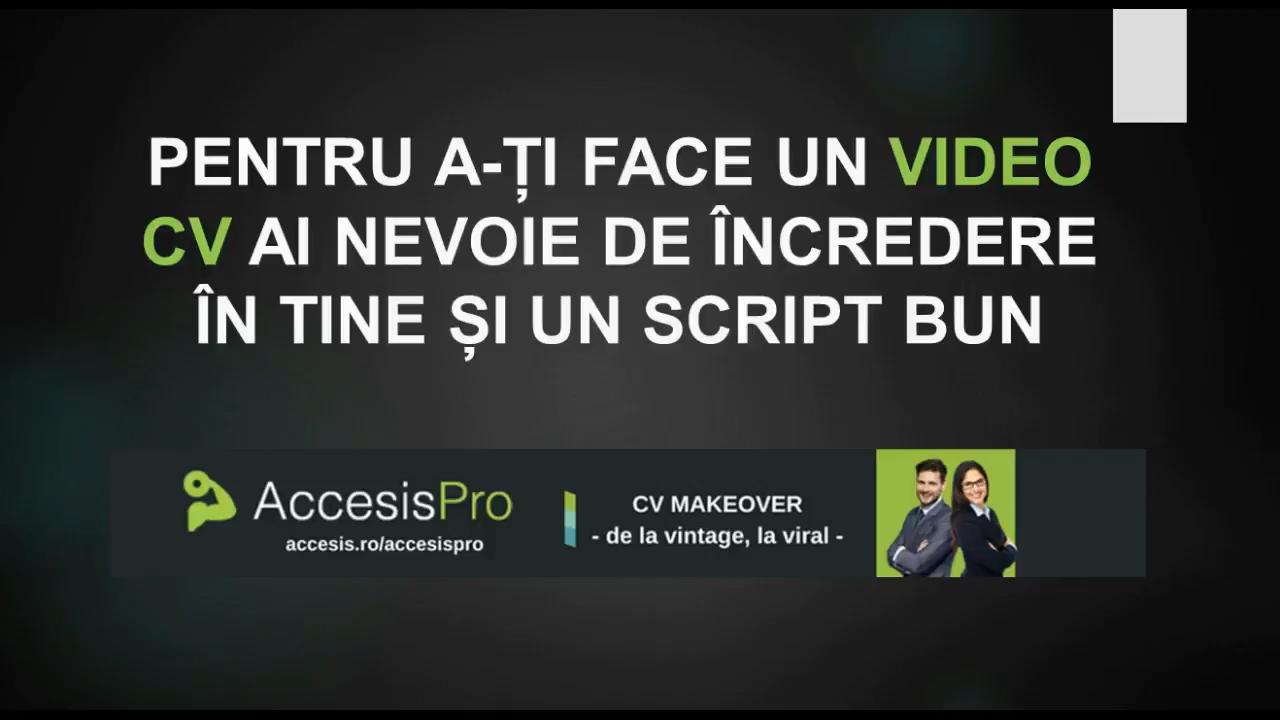 PENTRU A-ȚI FACE UN VIDEO
CV AI NEVOIE DE ÎNCREDERE
ÎN TINE ȘI UN SCRIPT BUN
AccesisPro
accesis.ro/accesispro
CV MAKEOVER
- de la vintage, la viral -